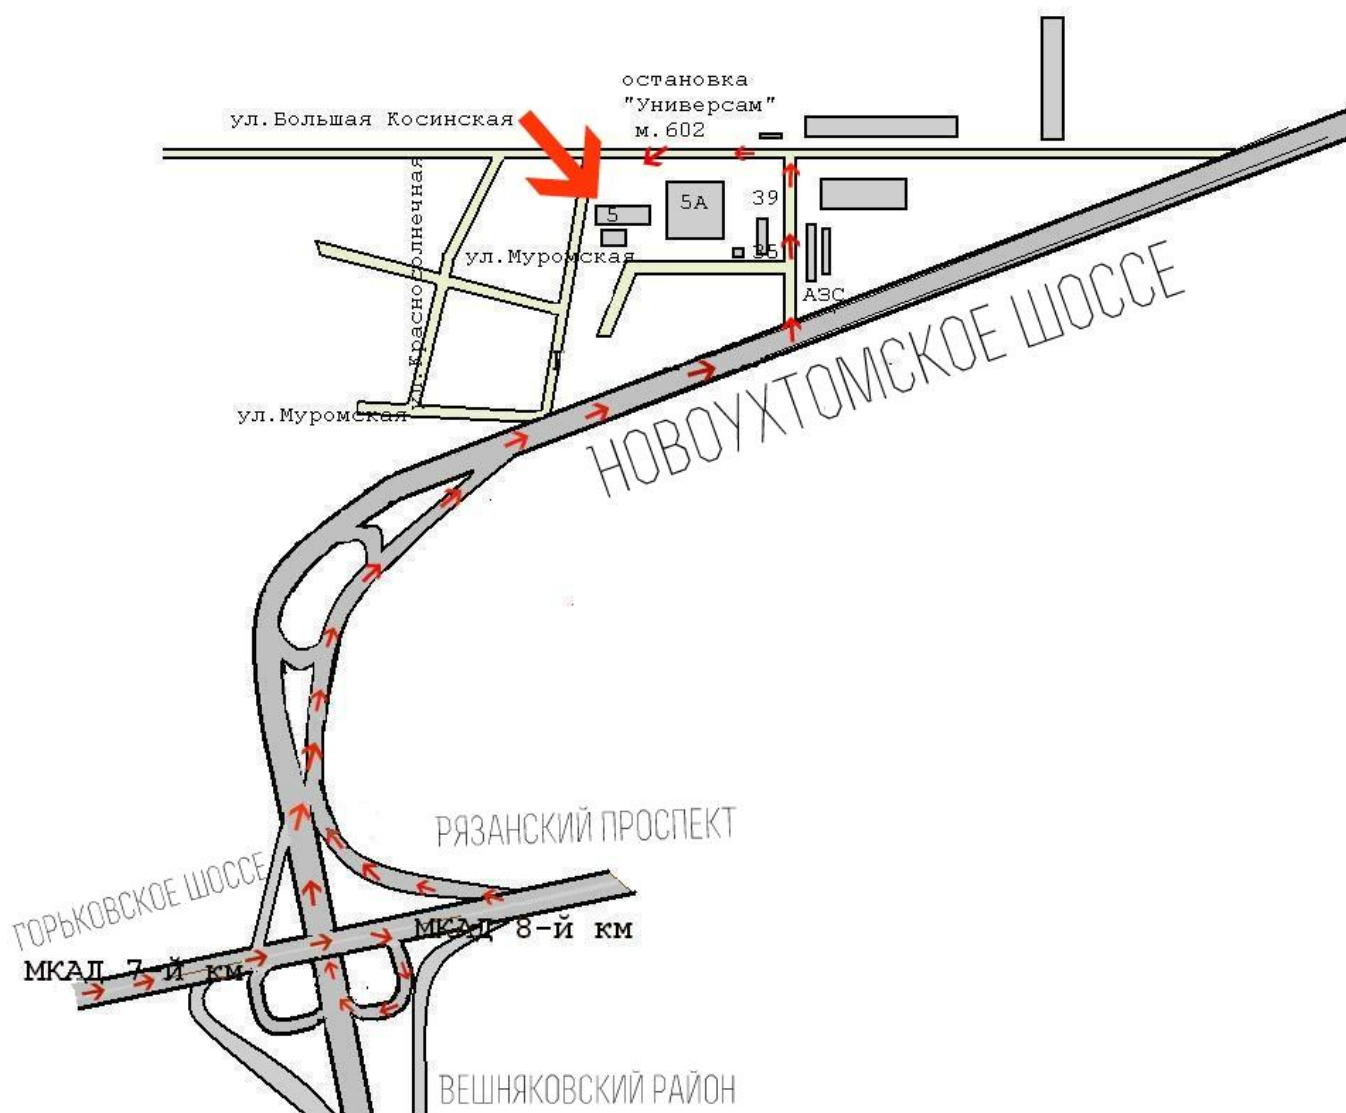 остановка
"Универсам"
м.602
ул.Большая Косинская
ул.Красносолнечная
5
5А
39
ул.Муромская
35
АЗС
НОВОУХТОМСКОЕ ШОССЕ
ул.Муромская
РЯЗАНСКИЙ ПРОСПЕКТ
ГОРЬКОВСКОЕ ШОССЕ
МКАД 8-й км
МКАД 7-й км
ВЕШНЯКОВСКИЙ РАЙОН